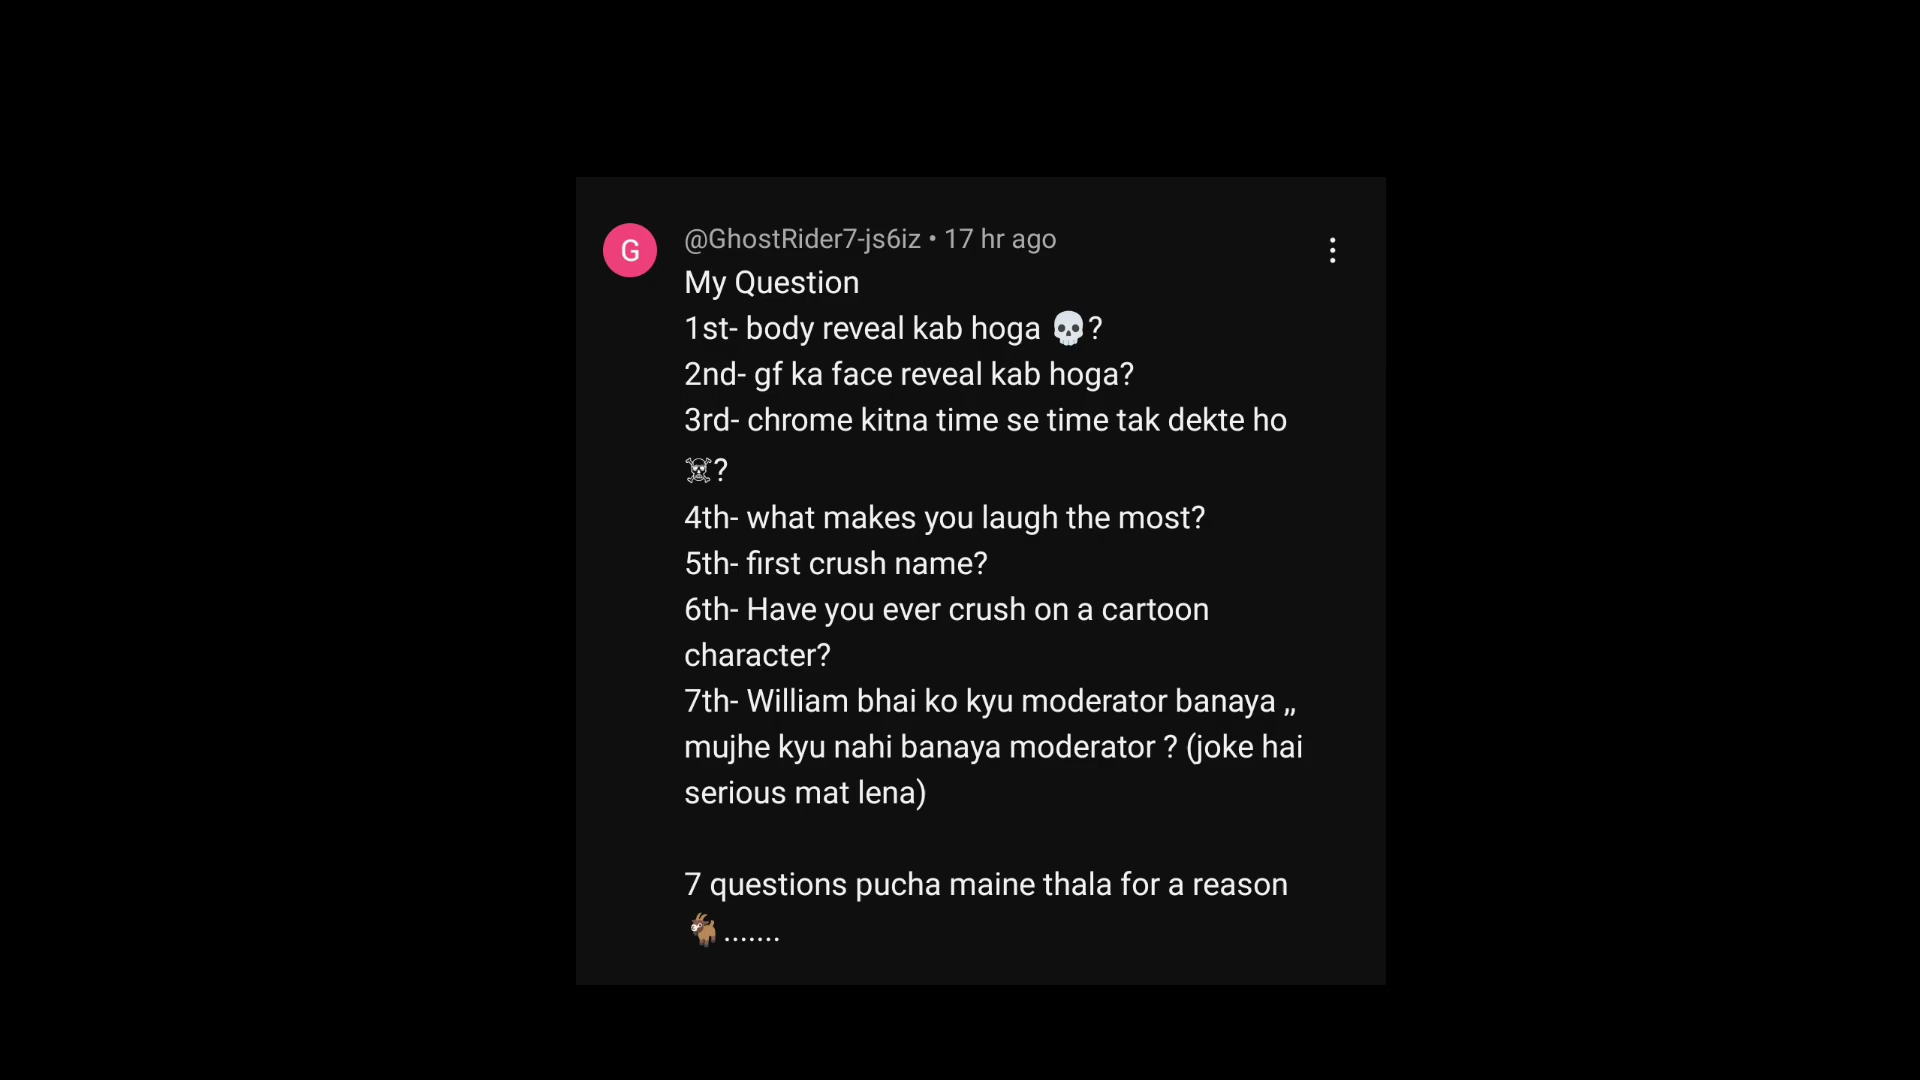 G
@GhostRider7-js6iz • 17 hr ago
My Question
1st- body reveal kab hoga 💀?
2nd- gf ka face reveal kab hoga?
3rd- chrome kitna time se time tak dekte ho
☠?
4th- what makes you laugh the most?
5th- first crush name?
6th- Have you ever crush on a cartoon
character?
7th- William bhai ko kyu moderator banaya ,,
mujhe kyu nahi banaya moderator ? (joke hai
serious mat lena)
7 questions pucha maine thala for a reason
🐐.......